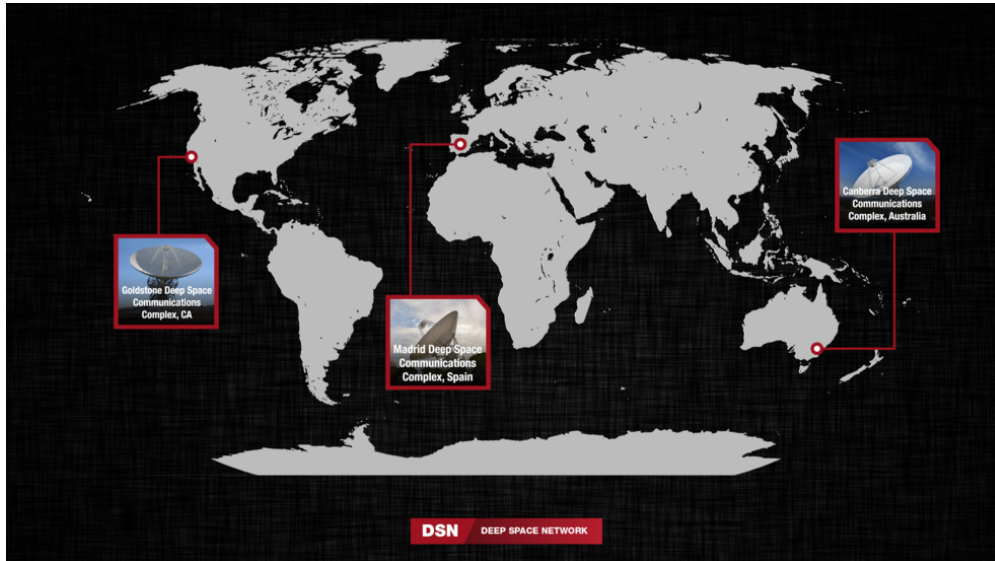 Canberra Deep Space
Communications
Complex, Australia
Goldstone Deep Space
Communications
Complex, CA
Madrid Deep Space
Communications
Complex, Spain
DSN DEEP SPACE NETWORK